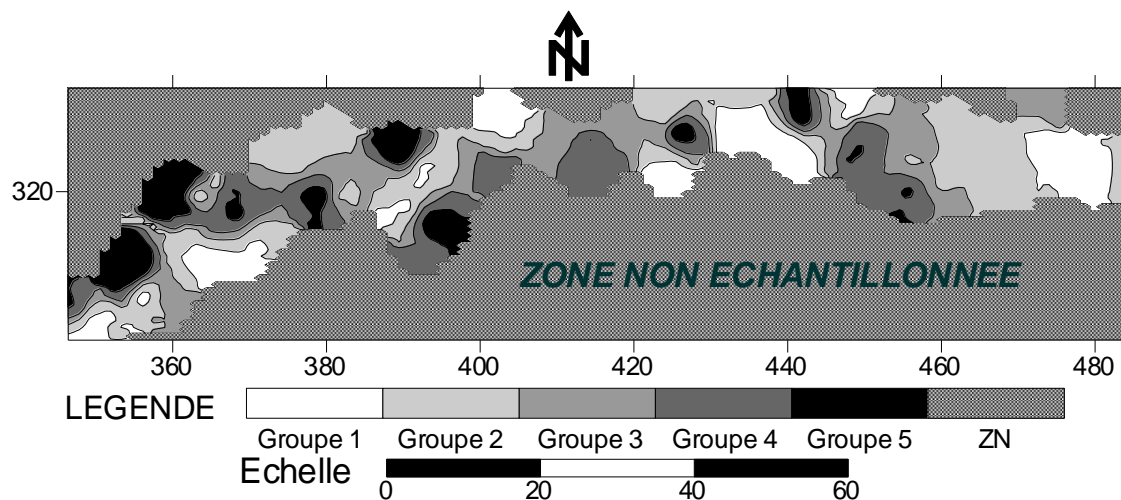 N
320
ZONE NON ECHANTILLONNEE
360 380 400 420 440 460 480
LEGENDE
Groupe 1 Groupe 2 Groupe 3 Groupe 4 Groupe 5 ZN
Echelle
0 20 40 60